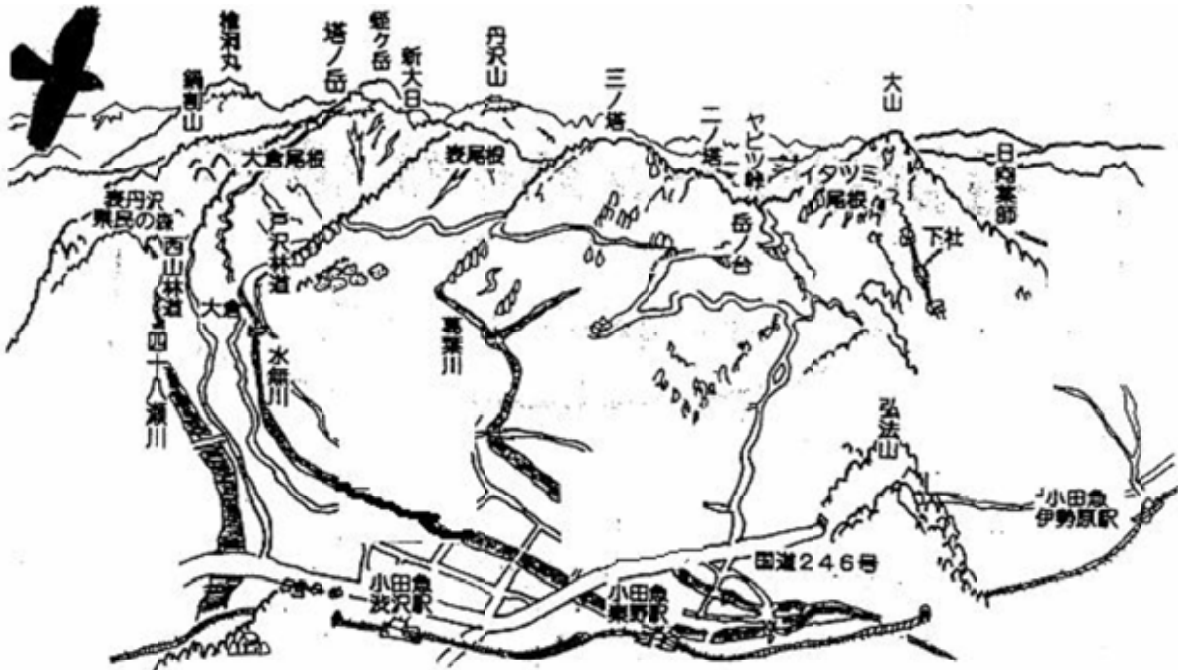 鍋割山
檜洞丸
塔ノ岳
蛭ヶ岳
新大日
丹沢山
三ノ塔
二ノ塔
ヤビツ峠
大山
日向薬師
大倉尾根
表尾根
イタツミ
尾根
表丹沢
県民の森
戸沢林道
岳ノ台
下社
西山林道
大倉
四十八瀬川
水無川
葛葉川
弘法山
小田急
伊勢原駅
国道246号
小田急
渋沢駅
小田急
秦野駅